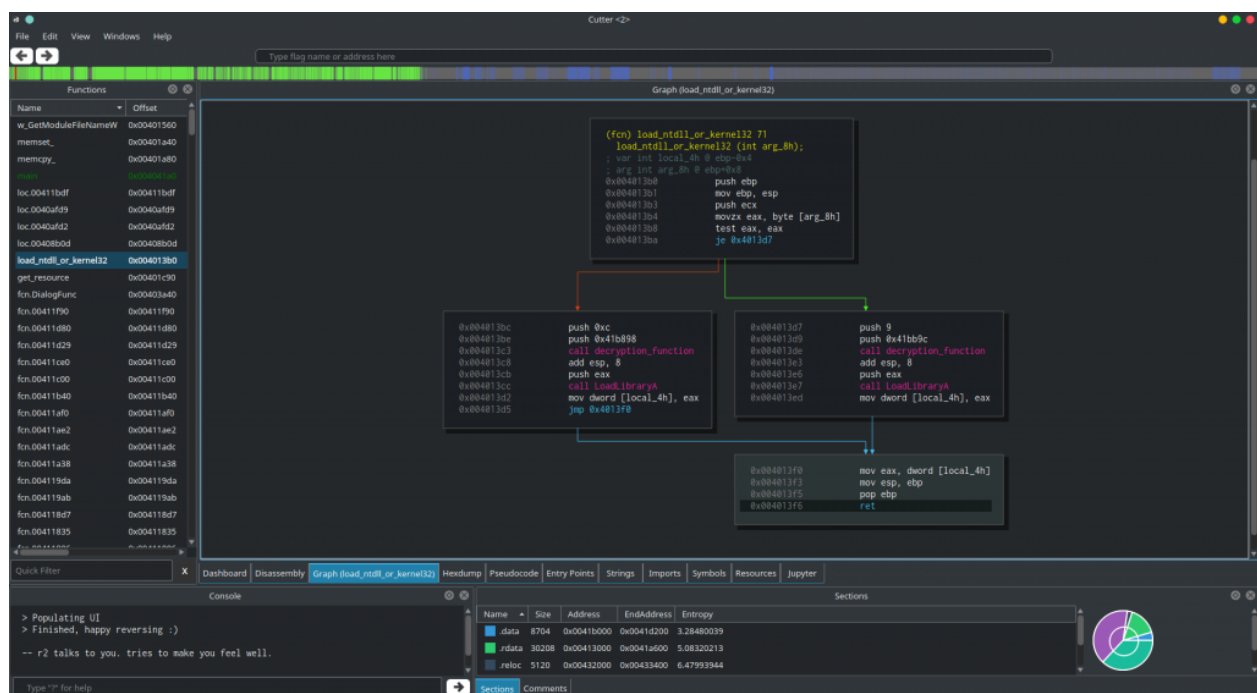 Cutter <2>
File Edit View Windows Help
Type flag name or address here
Functions
Name Offset
w_GetModuleFileNameW 0x00401560
memset_ 0x00401a40
memcpy_ 0x00401a80
main 0x004041a0
loc.00411bdf 0x00411bdf
loc.0040afd9 0x0040afd9
loc.0040afd2 0x0040afd2
loc.00408b0d 0x00408b0d
load_ntdll_or_kernel32 0x004013b0
get_resource 0x00401c90
fcn.DialogFunc 0x00403a40
fcn.00411f90 0x00411f90
fcn.00411d80 0x00411d80
fcn.00411d29 0x00411d29
fcn.00411ce0 0x00411ce0
fcn.00411c00 0x00411c00
fcn.00411b40 0x00411b40
fcn.00411af0 0x00411af0
fcn.00411ae2 0x00411ae2
fcn.00411adc 0x00411adc
fcn.00411a38 0x00411a38
fcn.004119da 0x004119da
fcn.004119ab 0x004119ab
fcn.004118d7 0x004118d7
fcn.00411835 0x00411835
Quick Filter X
Graph (load_ntdll_or_kernel32)
(fcn) load_ntdll_or_kernel32 71
load_ntdll_or_kernel32 (int arg_8h);
; var int local_4h @ ebp-0x4
; arg int arg_8h @ ebp+0x8
0x004013b0 push ebp
0x004013b1 mov ebp, esp
0x004013b3 push ecx
0x004013b4 movzx eax, byte [arg_8h]
0x004013b8 test eax, eax
0x004013ba je 0x4013d7
0x004013bc push 0xc
0x004013be push 0x41b898
0x004013c3 call decryption_function
0x004013c8 add esp, 8
0x004013cb push eax
0x004013cc call LoadLibraryA
0x004013d2 mov dword [local_4h], eax
0x004013d5 jmp 0x4013f0
0x004013d7 push 9
0x004013d9 push 0x41bb9c
0x004013de call decryption_function
0x004013e3 add esp, 8
0x004013e6 push eax
0x004013e7 call LoadLibraryA
0x004013ed mov dword [local_4h], eax
0x004013f0 mov eax, dword [local_4h]
0x004013f3 mov esp, ebp
0x004013f5 pop ebp
0x004013f6 ret
Dashboard Disassembly Graph (load_ntdll_or_kernel32) Hexdump Pseudocode Entry Points Strings Imports Symbols Resources Jupyter
Console
> Populating UI
> Finished, happy reversing :)
-- r2 talks to you. tries to make you feel well.
Type "?" for help
Sections
Name Size Address EndAddress Entropy
.data 8704 0x0041b000 0x0041d200 3.28480039
.rdata 30208 0x00413000 0x0041a600 5.08320213
.reloc 5120 0x00432000 0x00433400 6.47993944
Sections Comments